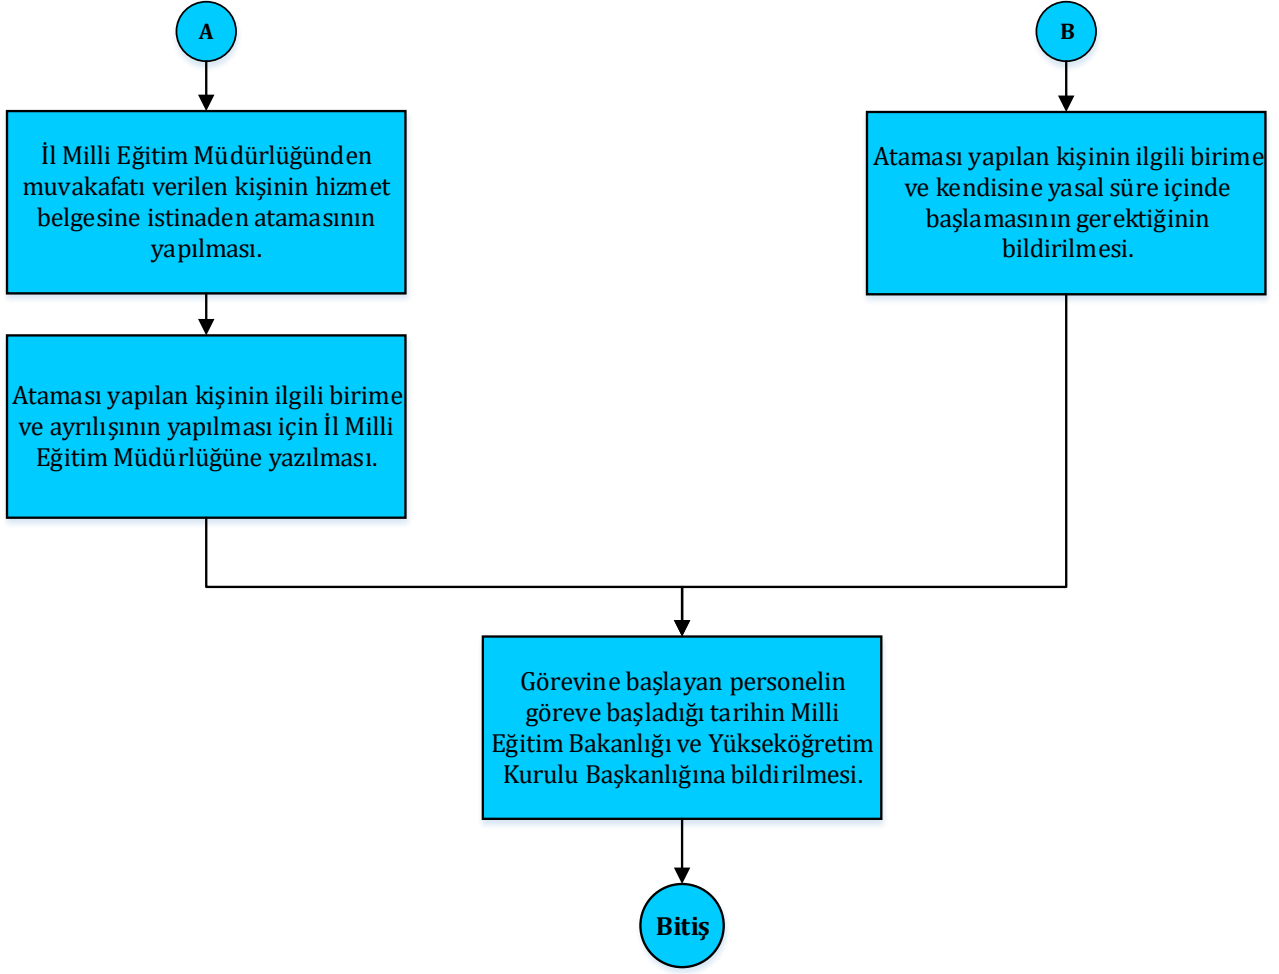 A
İl Milli Eğitim Müdürlüğünden
muvakafatı verilen kişinin hizmet
belgesine istinaden atamasının
yapılması.
Ataması yapılan kişinin ilgili birime
ve ayrılışının yapılması için İl Milli
Eğitim Müdürlüğüne yazılması.
B
Ataması yapılan kişinin ilgili birime
ve kendisine yasal süre içinde
başlamasının gerektiğinin
bildirilmesi.
Görevine başlayan personelin
göreve başladığı tarihin Milli
Eğitim Bakanlığı ve Yükseköğretim
Kurulu Başkanlığına bildirilmesi.
Bitiş